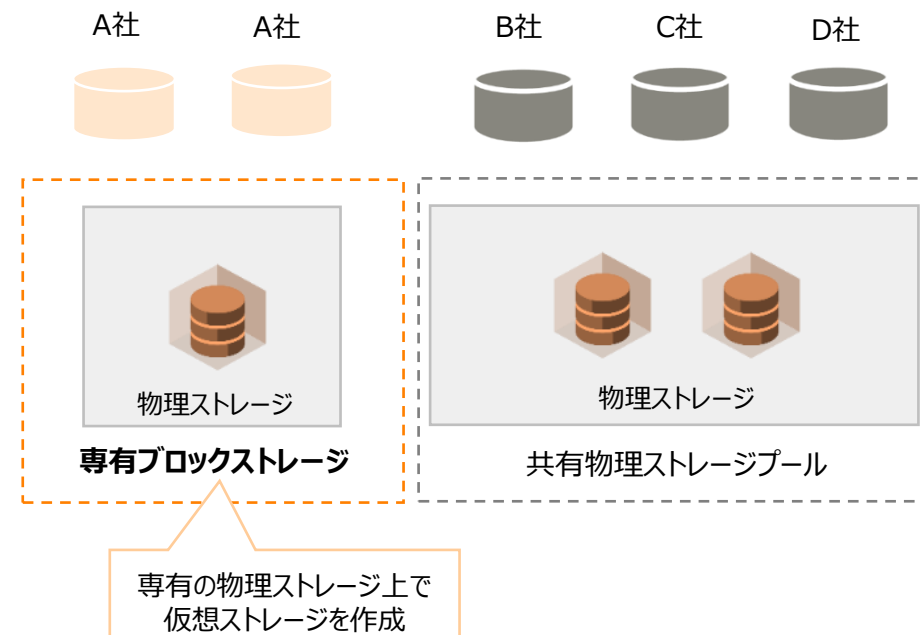 A社
A社
B社
C社
D社
物理ストレージ
物理ストレージ
専有ブロックストレージ
共有物理ストレージプール
専有の物理ストレージ上で
仮想ストレージを作成